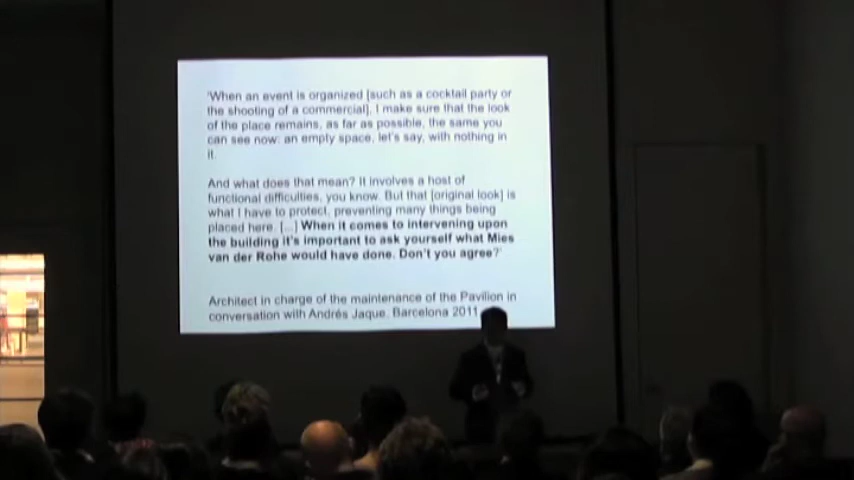 'When an event is organized [such as a cocktail party or
the shooting of a commercial], I make sure that the look
of the place remains, as far as possible, the same you
can see now: an empty space, let's say, with nothing in
it.
And what does that mean? It involves a host of
functional difficulties, you know. But that [original look] is
what I have to protect, preventing many things being
placed here. [...] When it comes to intervening upon
the building it's important to ask yourself what Mies
van der Rohe would have done. Don't you agree?'
Architect in charge of the maintenance of the Pavilion in
conversation with Andrés Jaque. Barcelona 2011